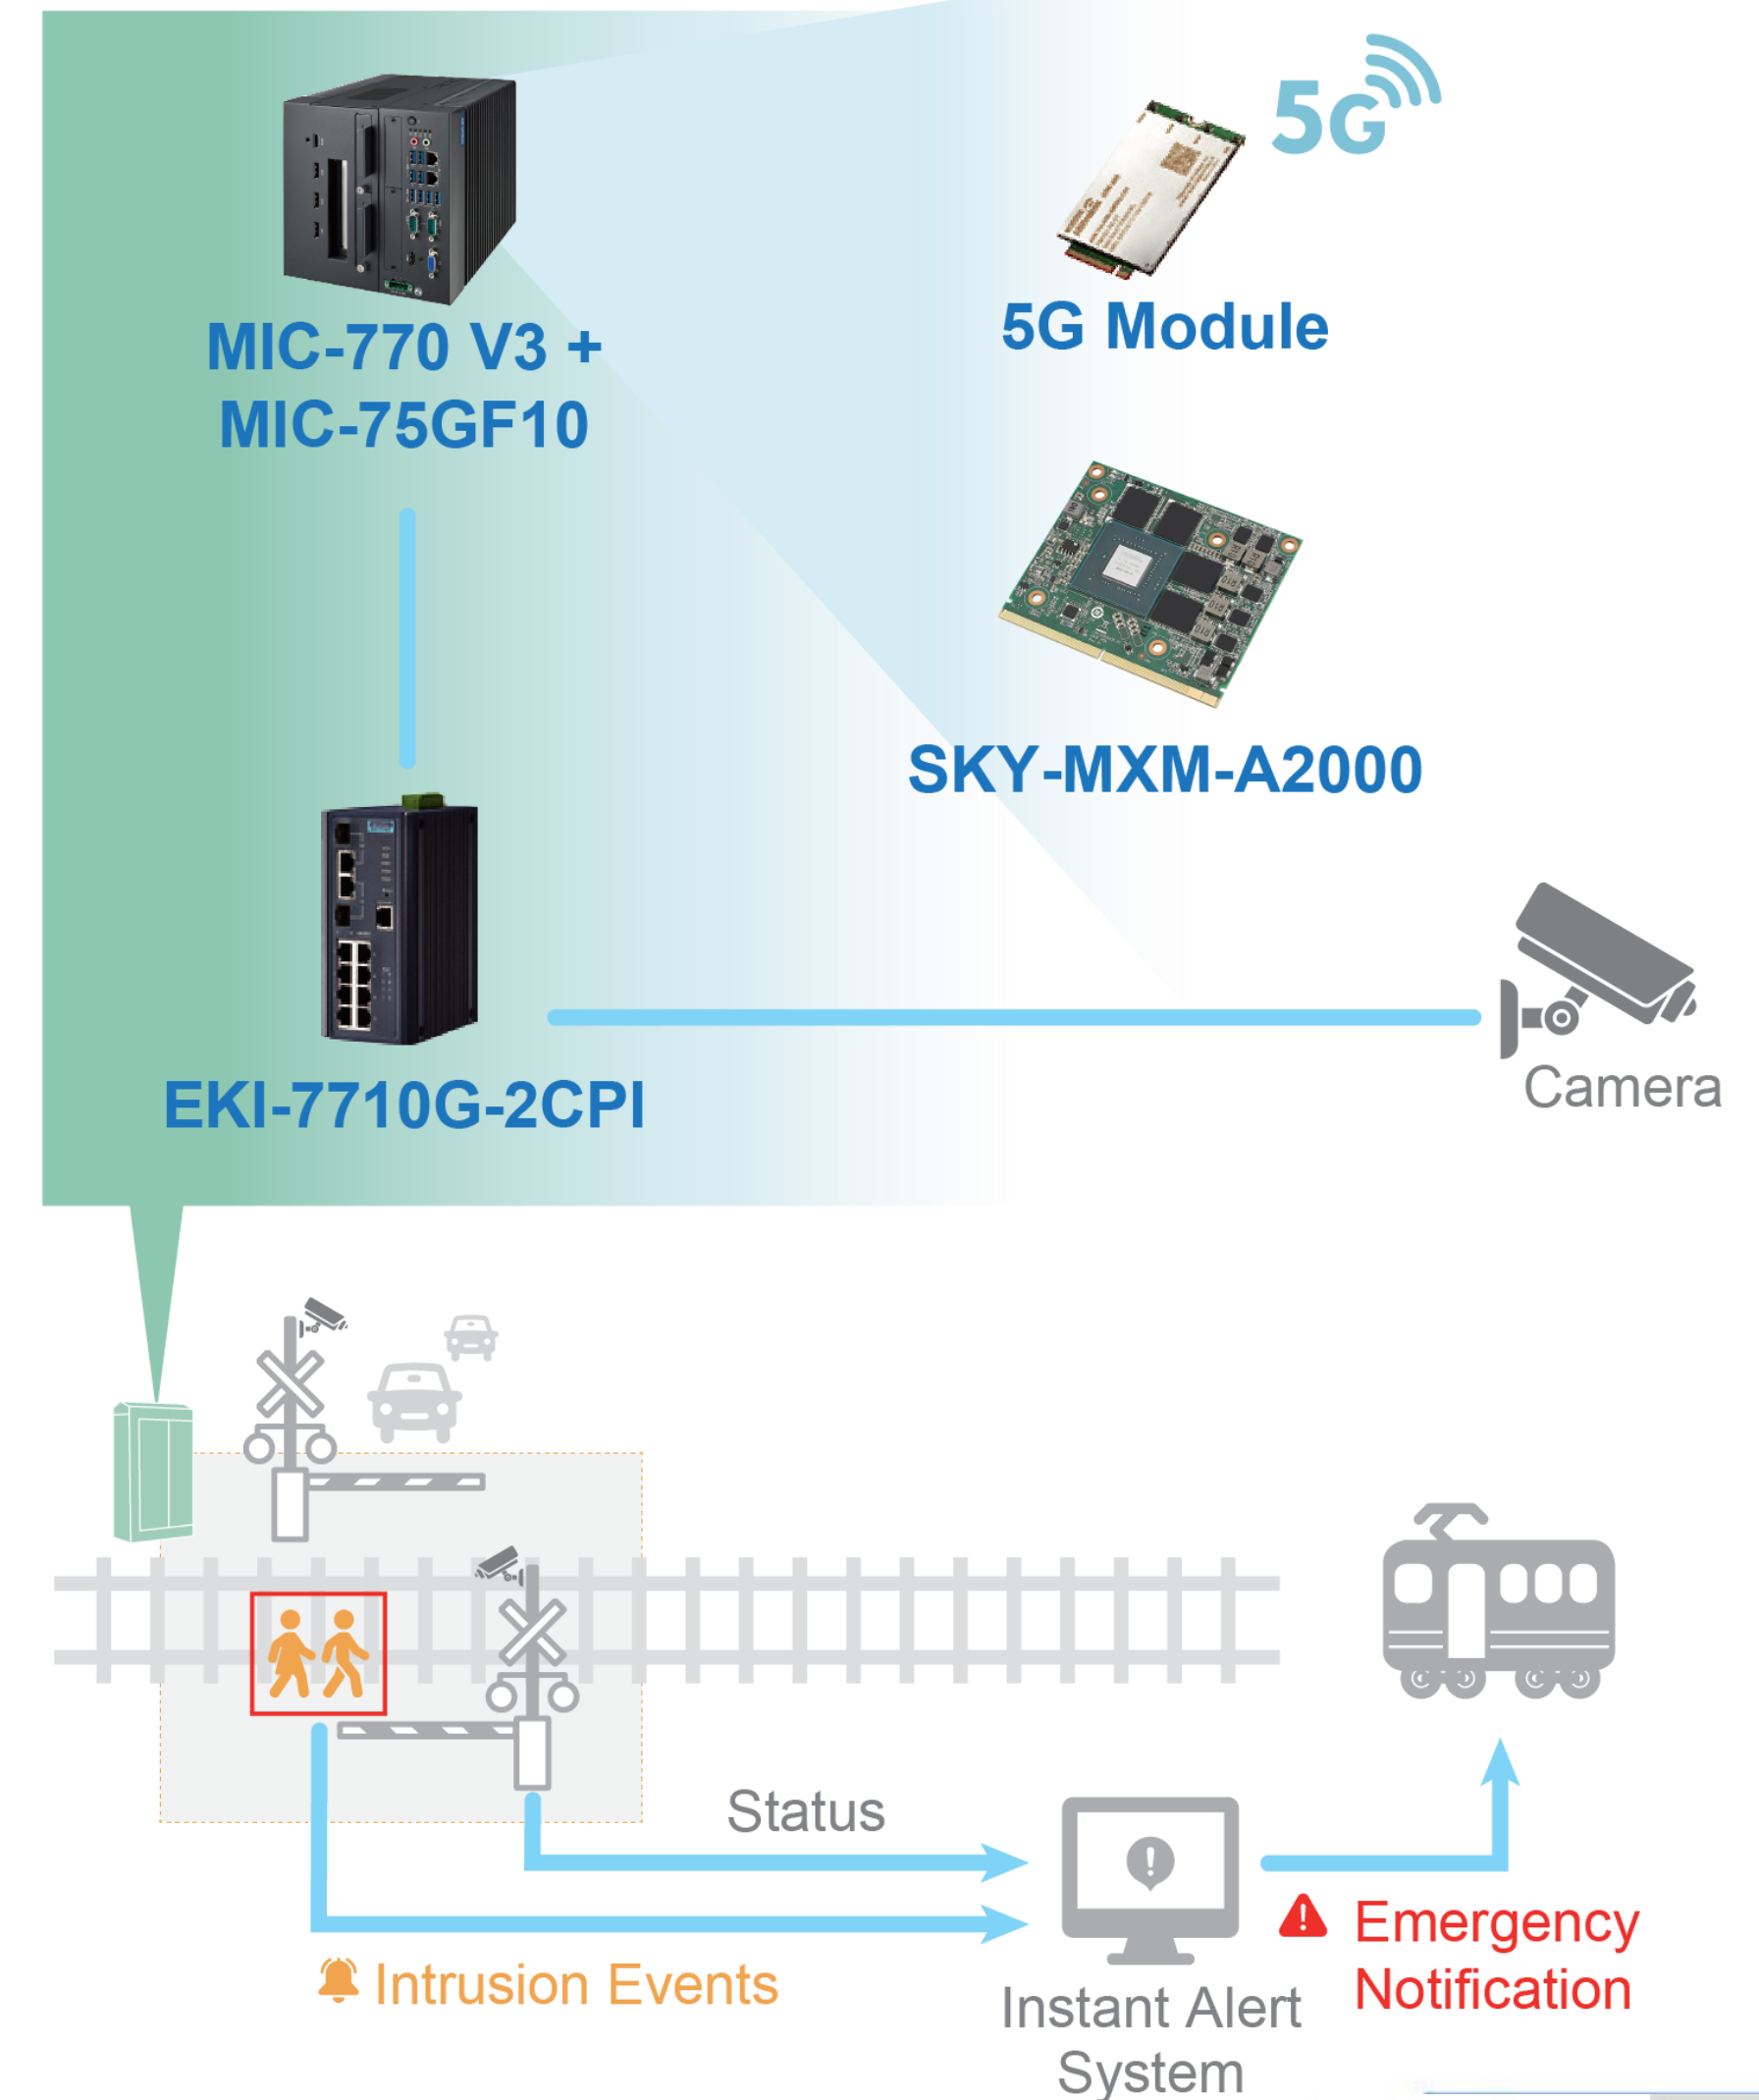 5G
MIC-770 V3 +
MIC-75GF10
5G Module
SKY-MXM-A2000
EKI-7710G-2CPI
Camera
Status
Intrusion Events
Instant Alert
System
Emergency
Notification